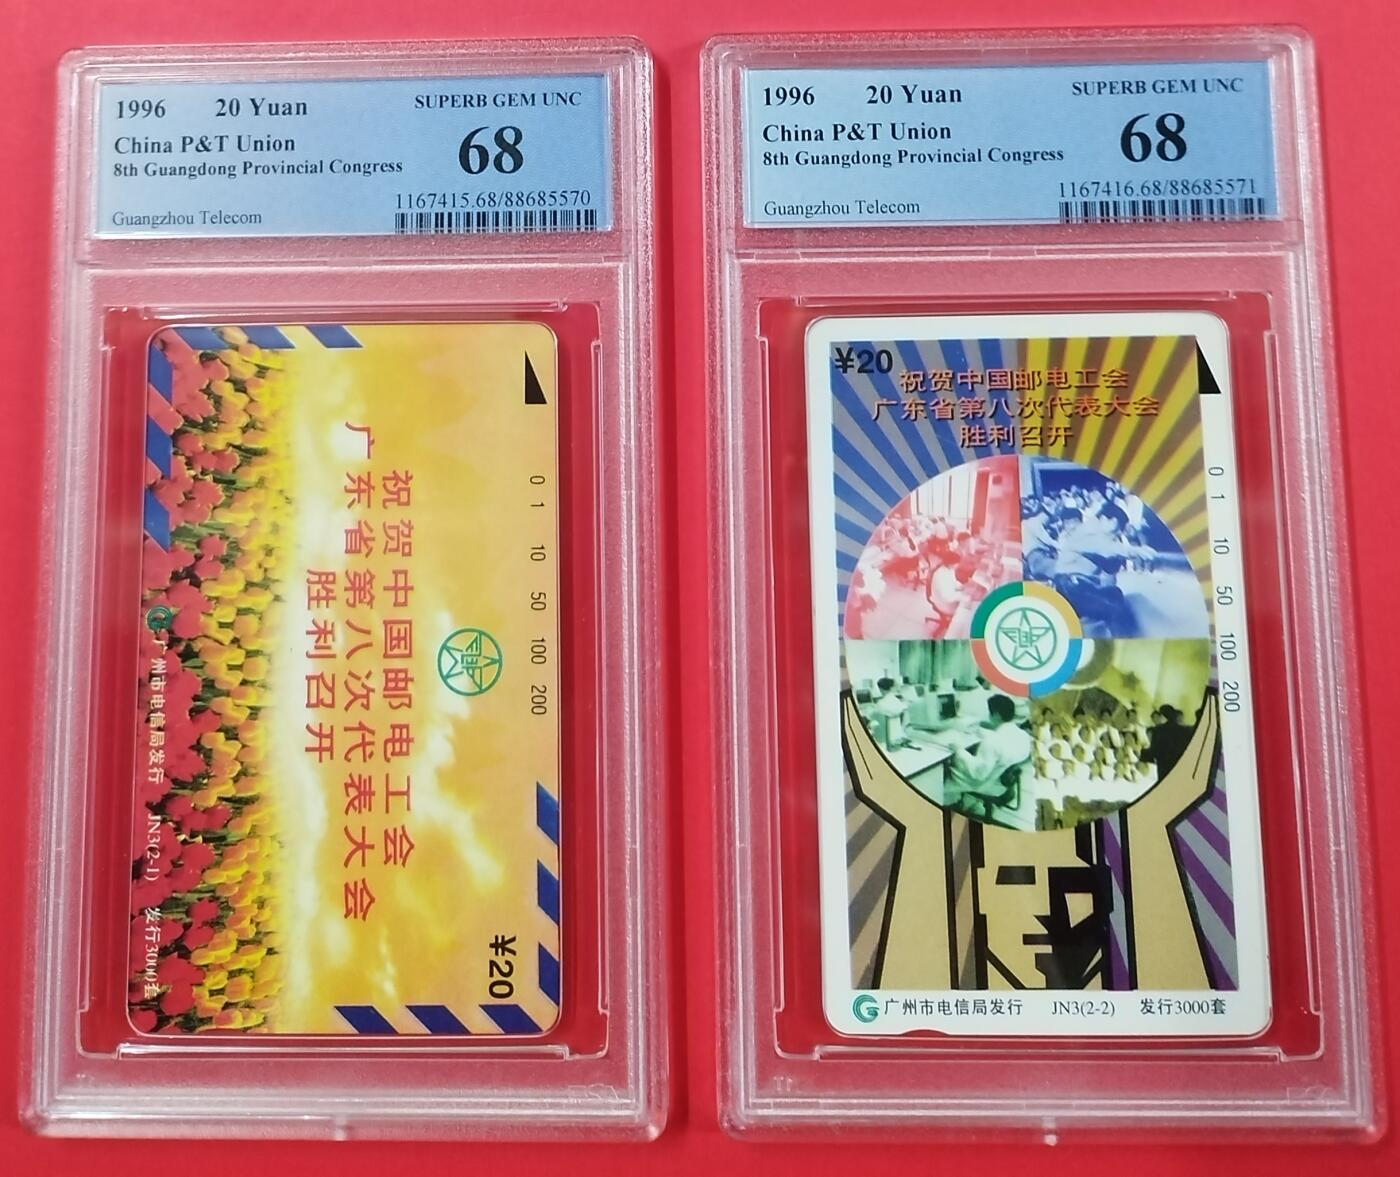 1996 20 Yuan
SUPERB GEM UNC
China P&T Union
68
8th Guangdong Provincial Congress
1167415.68/88685570
Guangzhou Telecom
祝贺中国邮电工会
广东省第八次代表大会
胜利召开
0 1 10 50 100 200
¥20
广州市电信局发行 JN3(2-1) 发行3000套
1996 20 Yuan
SUPERB GEM UNC
China P&T Union
68
8th Guangdong Provincial Congress
1167416.68/88685571
Guangzhou Telecom
¥20
祝贺中国邮电工会
广东省第八次代表大会
胜利召开
0 1 10 50 100 200
广州市电信局发行 JN3(2-2) 发行3000套